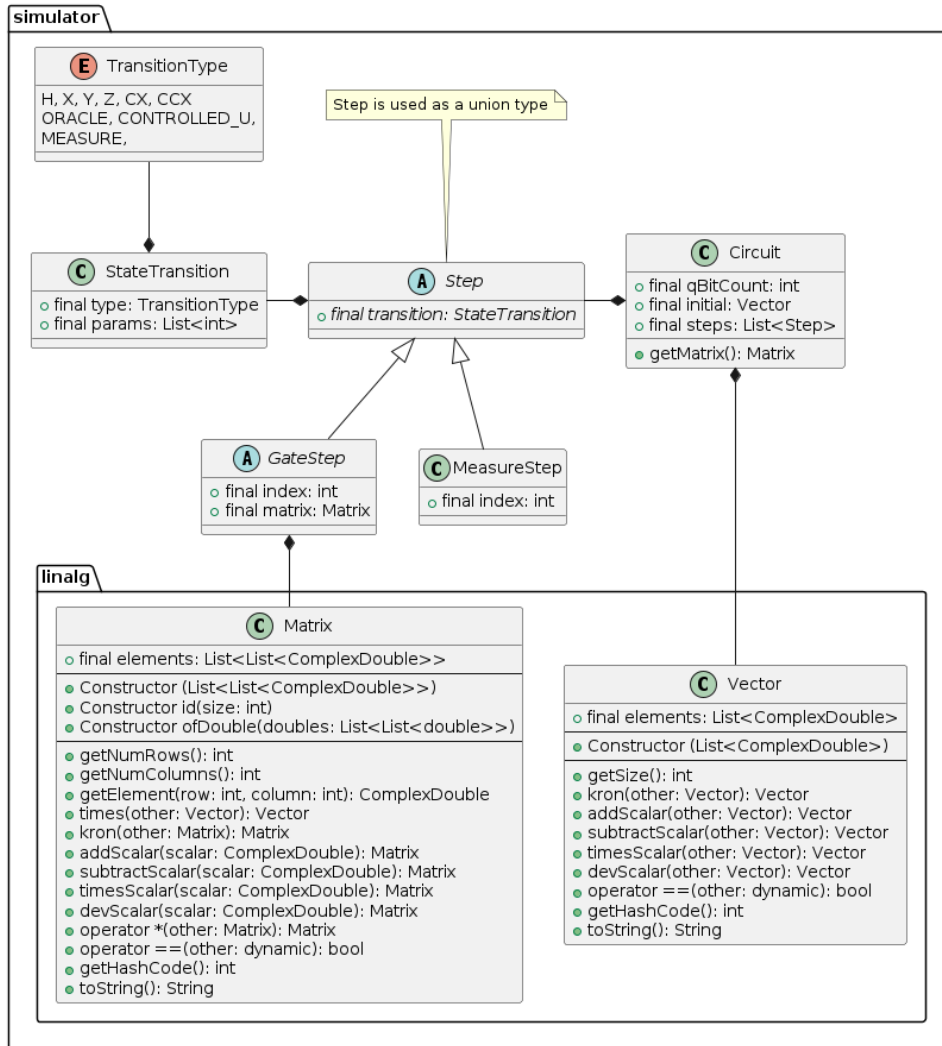 simulator
E TransitionType
H, X, Y, Z, CX, CCX
ORACLE, CONTROLLED_U,
MEASURE,
Step is used as a union type
C StateTransition
final type: TransitionType
final params: List<int>
A Step
final transition: StateTransition
C Circuit
final qBitCount: int
final initial: Vector
final steps: List<Step>
getMatrix(): Matrix
A GateStep
final index: int
final matrix: Matrix
C MeasureStep
final index: int
linalg
C Matrix
final elements: List<List<ComplexDouble>>
Constructor (List<List<ComplexDouble>>)
Constructor id(size: int)
Constructor ofDouble(doubles: List<List<double>>)
getNumRows(): int
getNumColumns(): int
getElement(row: int, column: int): ComplexDouble
times(other: Vector): Vector
kron(other: Matrix): Matrix
addScalar(scalar: ComplexDouble): Matrix
subtractScalar(scalar: ComplexDouble): Matrix
timesScalar(scalar: ComplexDouble): Matrix
devScalar(scalar: ComplexDouble): Matrix
operator *(other: Matrix): Matrix
operator ==(other: dynamic): bool
getHashCode(): int
toString(): String
C Vector
final elements: List<ComplexDouble>
Constructor (List<ComplexDouble>)
getSize(): int
kron(other: Vector): Vector
addScalar(other: Vector): Vector
subtractScalar(other: Vector): Vector
timesScalar(other: Vector): Vector
devScalar(other: Vector): Vector
operator ==(other: dynamic): bool
getHashCode(): int
toString(): String